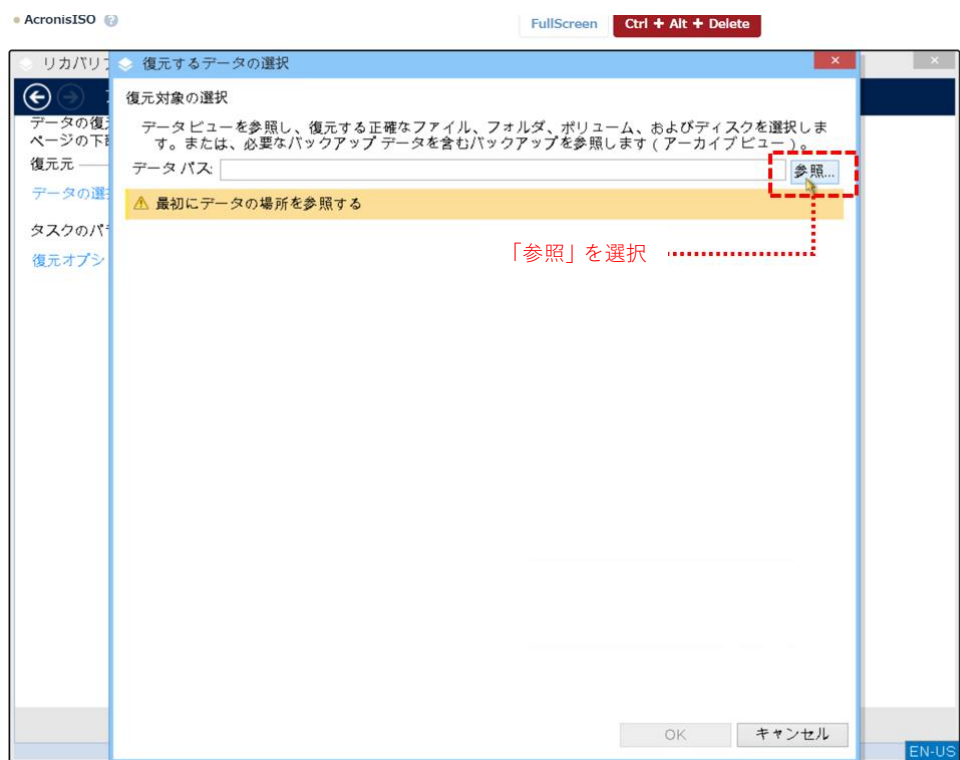 AcronisISO
FullScreen
Ctrl + Alt + Delete
リカバリ
復元するデータの選択
復元対象の選択
データの復
ページの下
データビューを参照し、復元する正確なファイル、フォルダ、ボリューム、およびディスクを選択しま
す。または、必要なバックアップ データを含むバックアップを参照します ( アーカイブ ビュー ) 。
復元元
データ パス:
参照...
データの選
最初にデータの場所を参照する
タスクのパ
「参照」を選択
復元オプシ
OK
キャンセル
EN-US